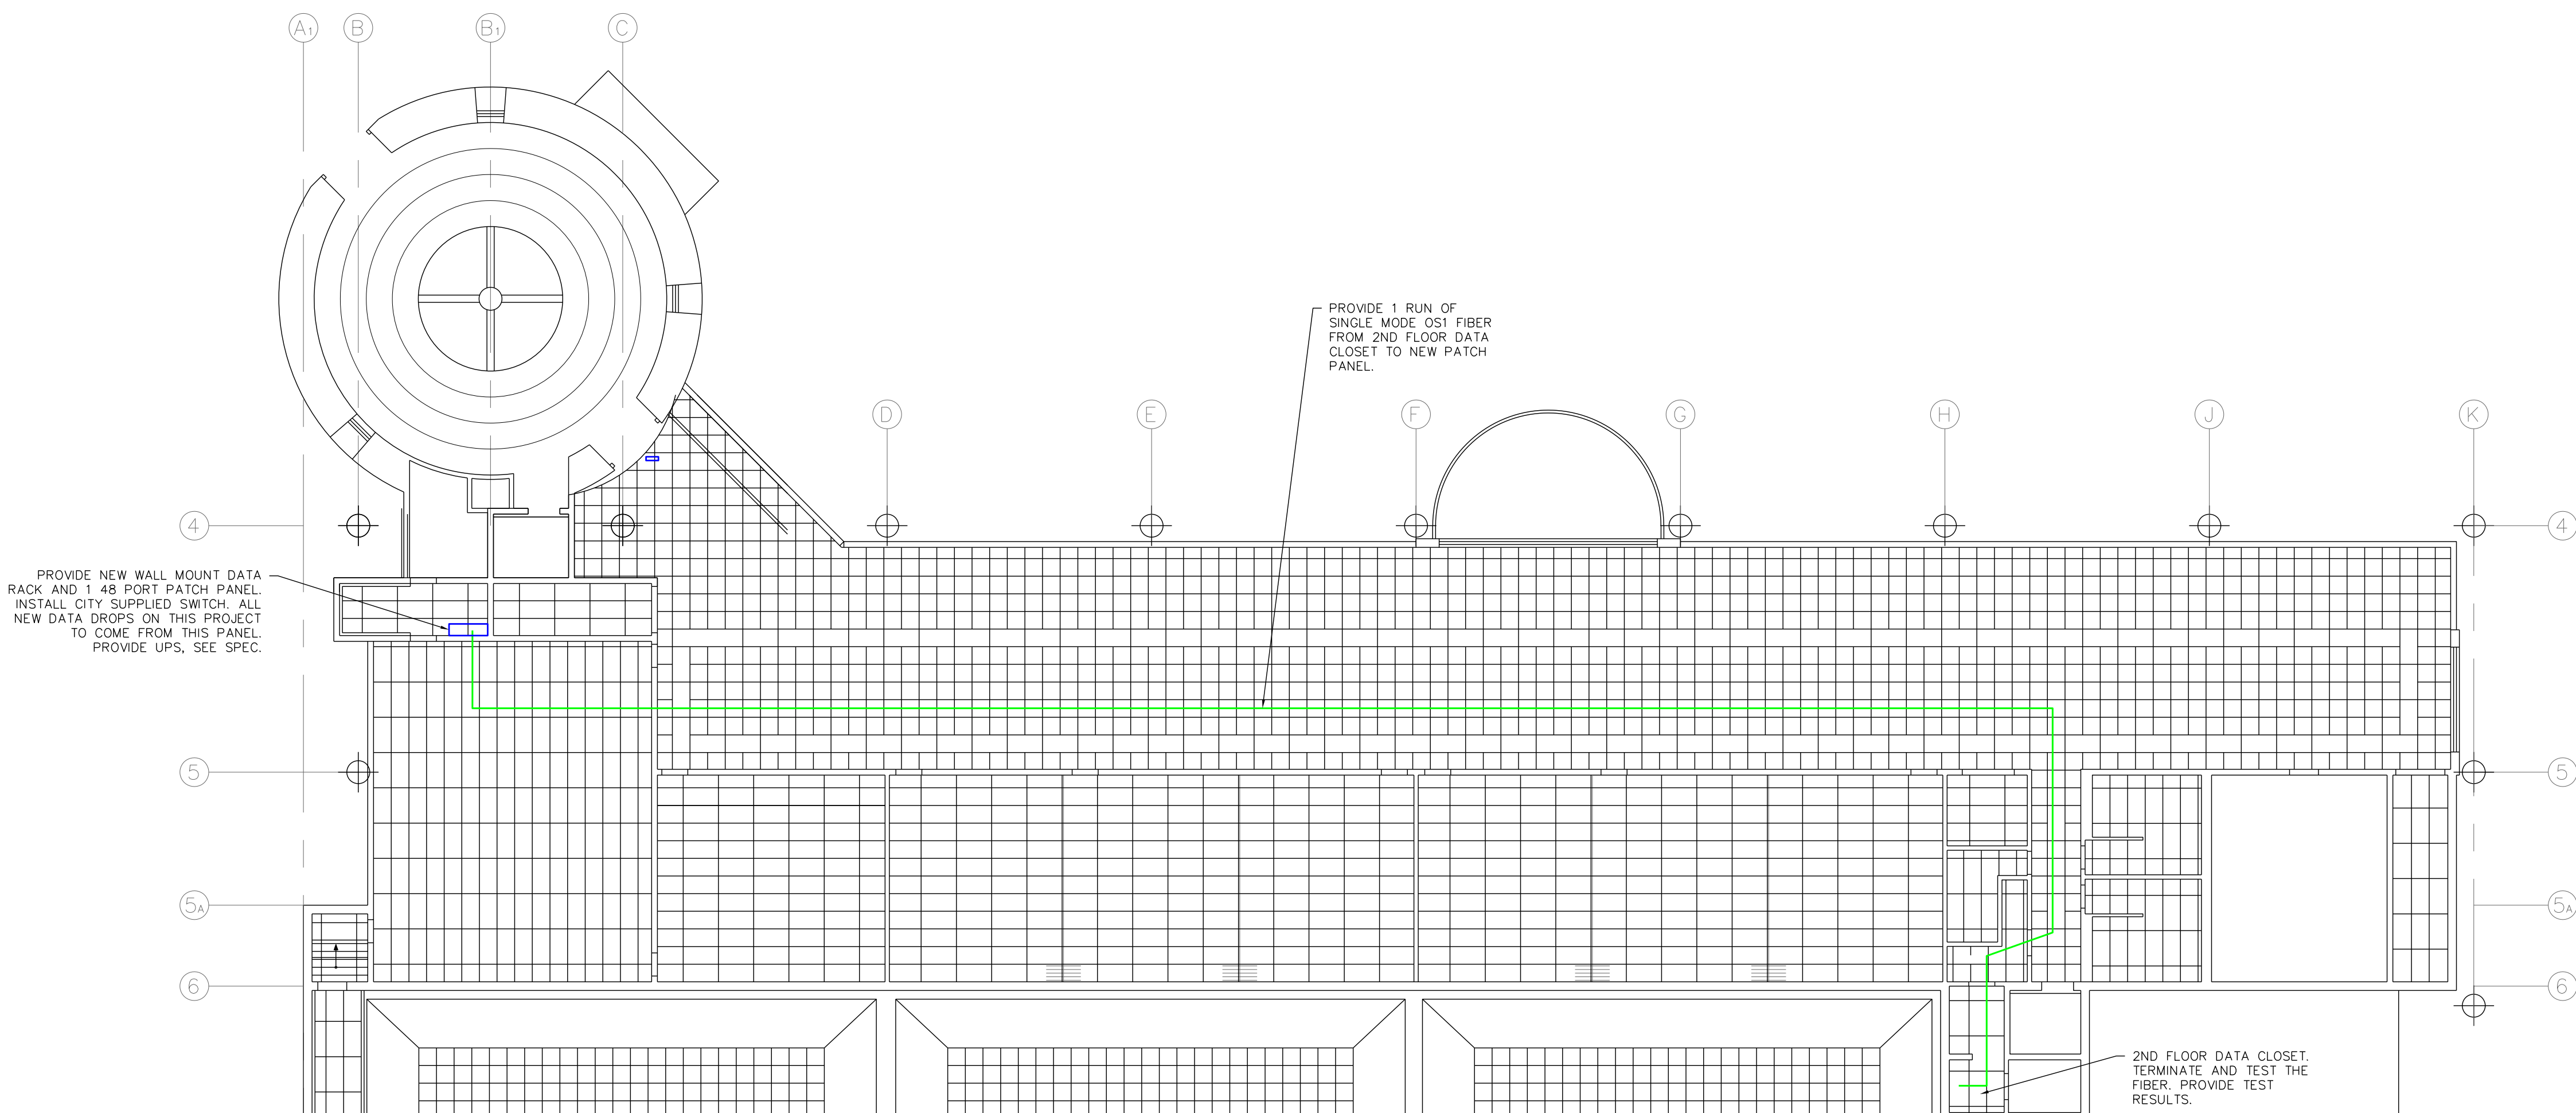 A1
B
B1
C
PROVIDE 1 RUN OF
SINGLE MODE OS1 FIBER
FROM 2ND FLOOR DATA
CLOSET TO NEW PATCH
PANEL.
D
E
F
G
H
J
K
4
4
PROVIDE NEW WALL MOUNT DATA
RACK AND 1 48 PORT PATCH PANEL.
INSTALL CITY SUPPLIED SWITCH. ALL
NEW DATA DROPS ON THIS PROJECT
TO COME FROM THIS PANEL.
PROVIDE UPS, SEE SPEC.
5
5
5A
5A
6
6
2ND FLOOR DATA CLOSET.
TERMINATE AND TEST THE
FIBER. PROVIDE TEST
RESULTS.